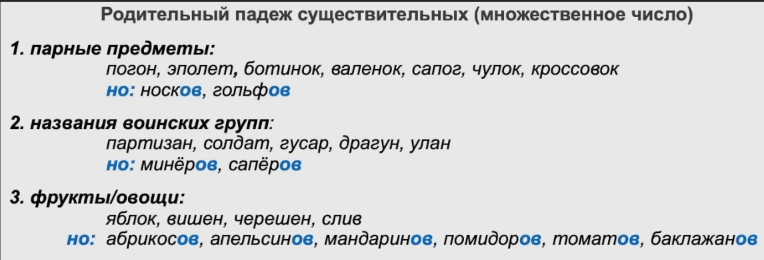 Родительный падеж существительных (множественное число)
1. парные предметы:
погон, эполет, ботинок, валенок, сапог, чулок, кроссовок
но: носков, гольфов
2. названия воинских групп:
партизан, солдат, гусар, драгун, улан
но: минёров, сапёров
3. фрукты/овощи:
яблок, вишен, черешен, слив
но: абрикосов, апельсинов, мандаринов, помидоров, томатов, баклажанов